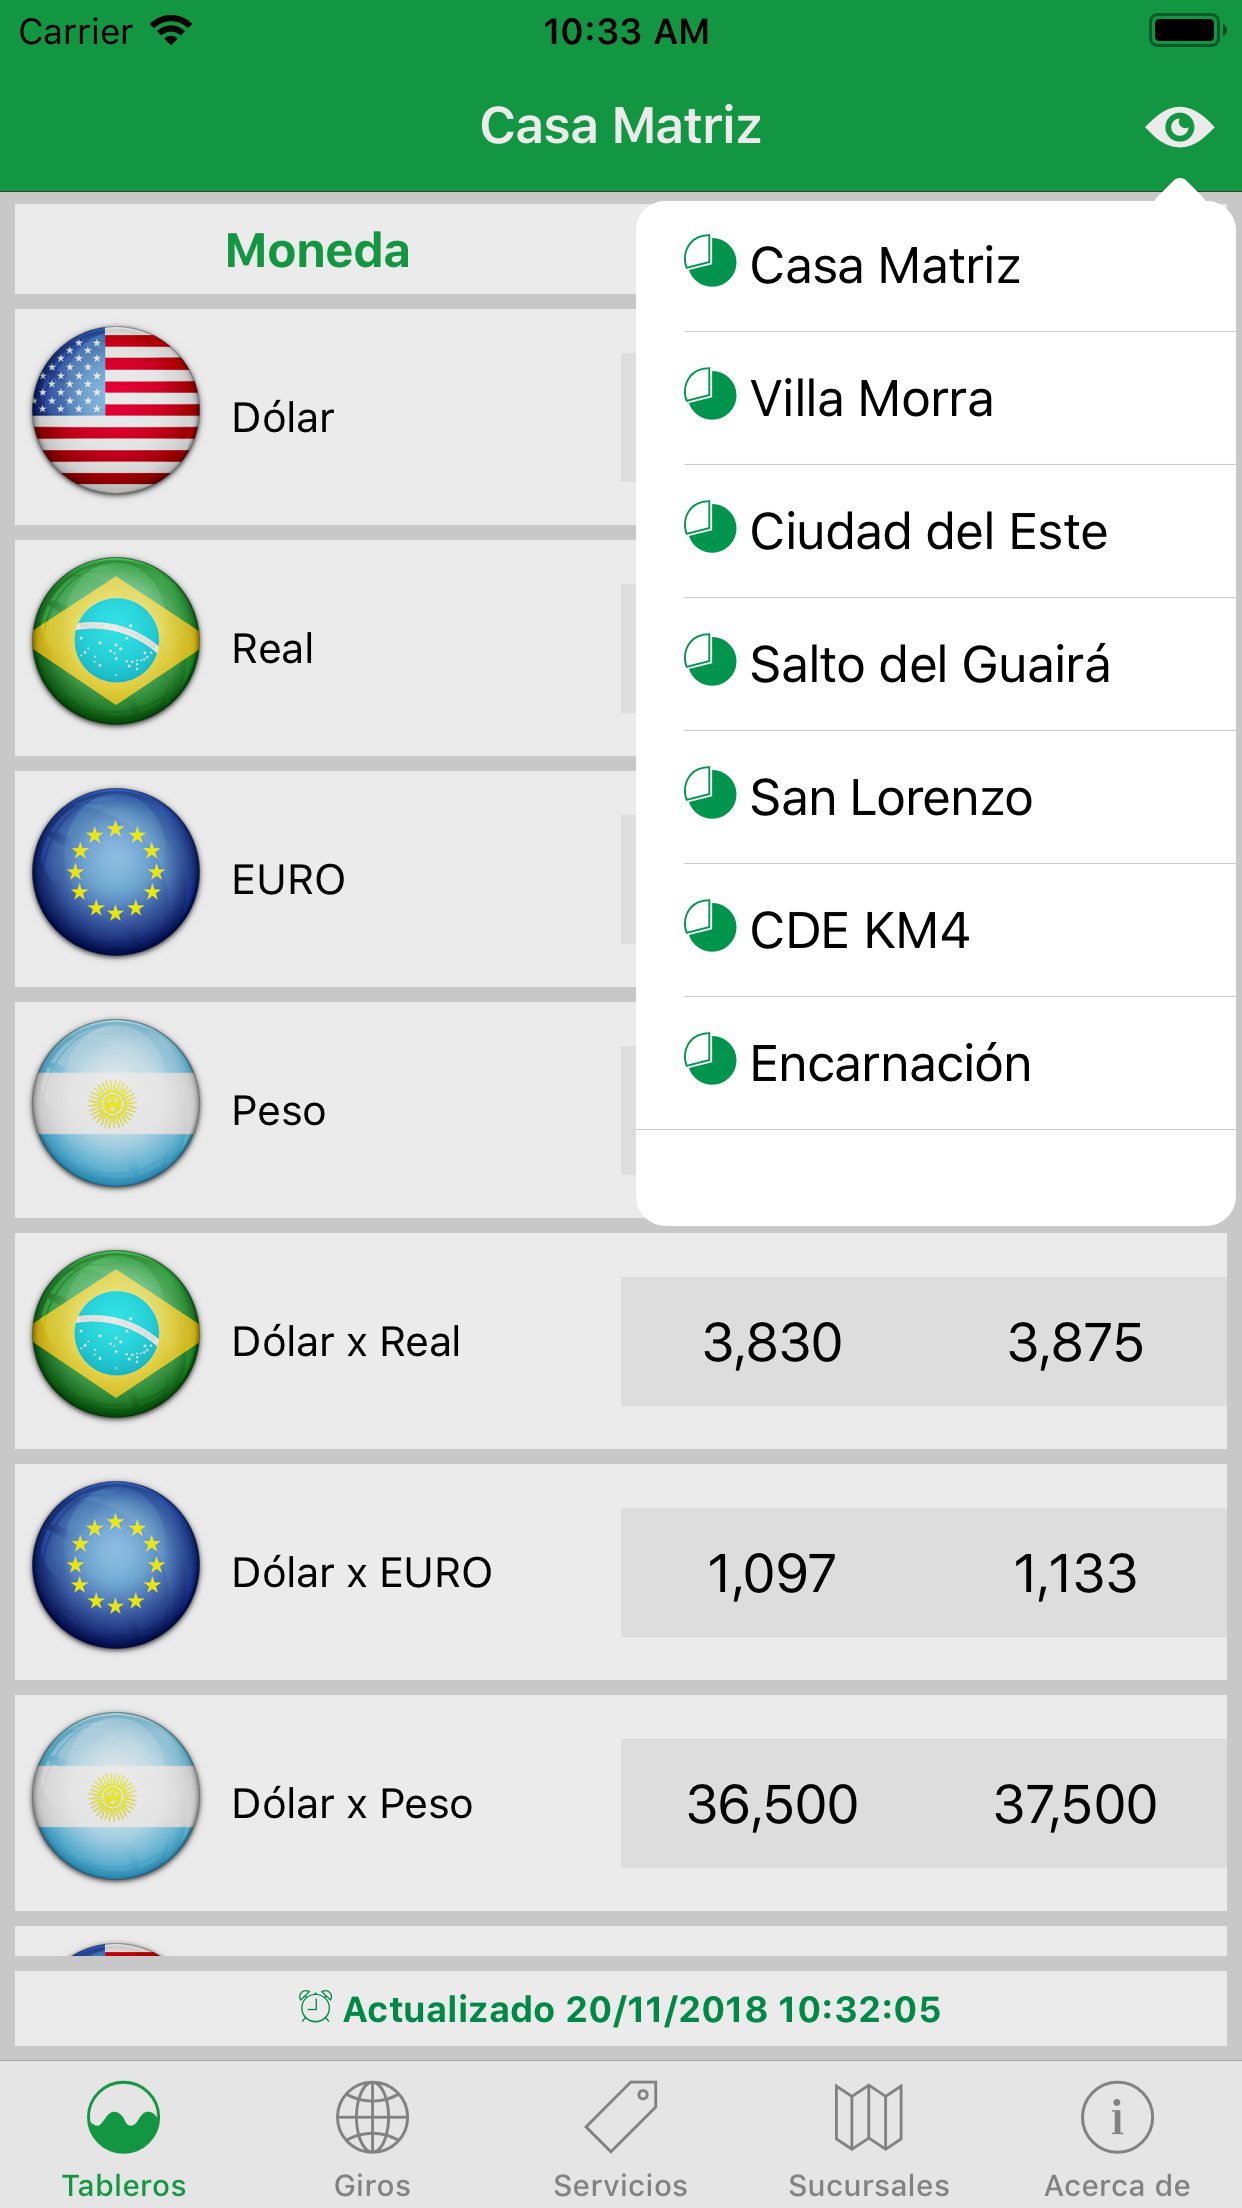 Carrier 10:33 AM
Casa Matriz
Moneda
Casa Matriz
Villa Morra
Ciudad del Este
Salto del Guairá
San Lorenzo
CDE KM4
Encarnación
Dólar
Real
EURO
Peso
Dólar x Real 3,830 3,875
Dólar x EURO 1,097 1,133
Dólar x Peso 36,500 37,500
Actualizado 20/11/2018 10:32:05
Tableros Giros Servicios Sucursales Acerca de